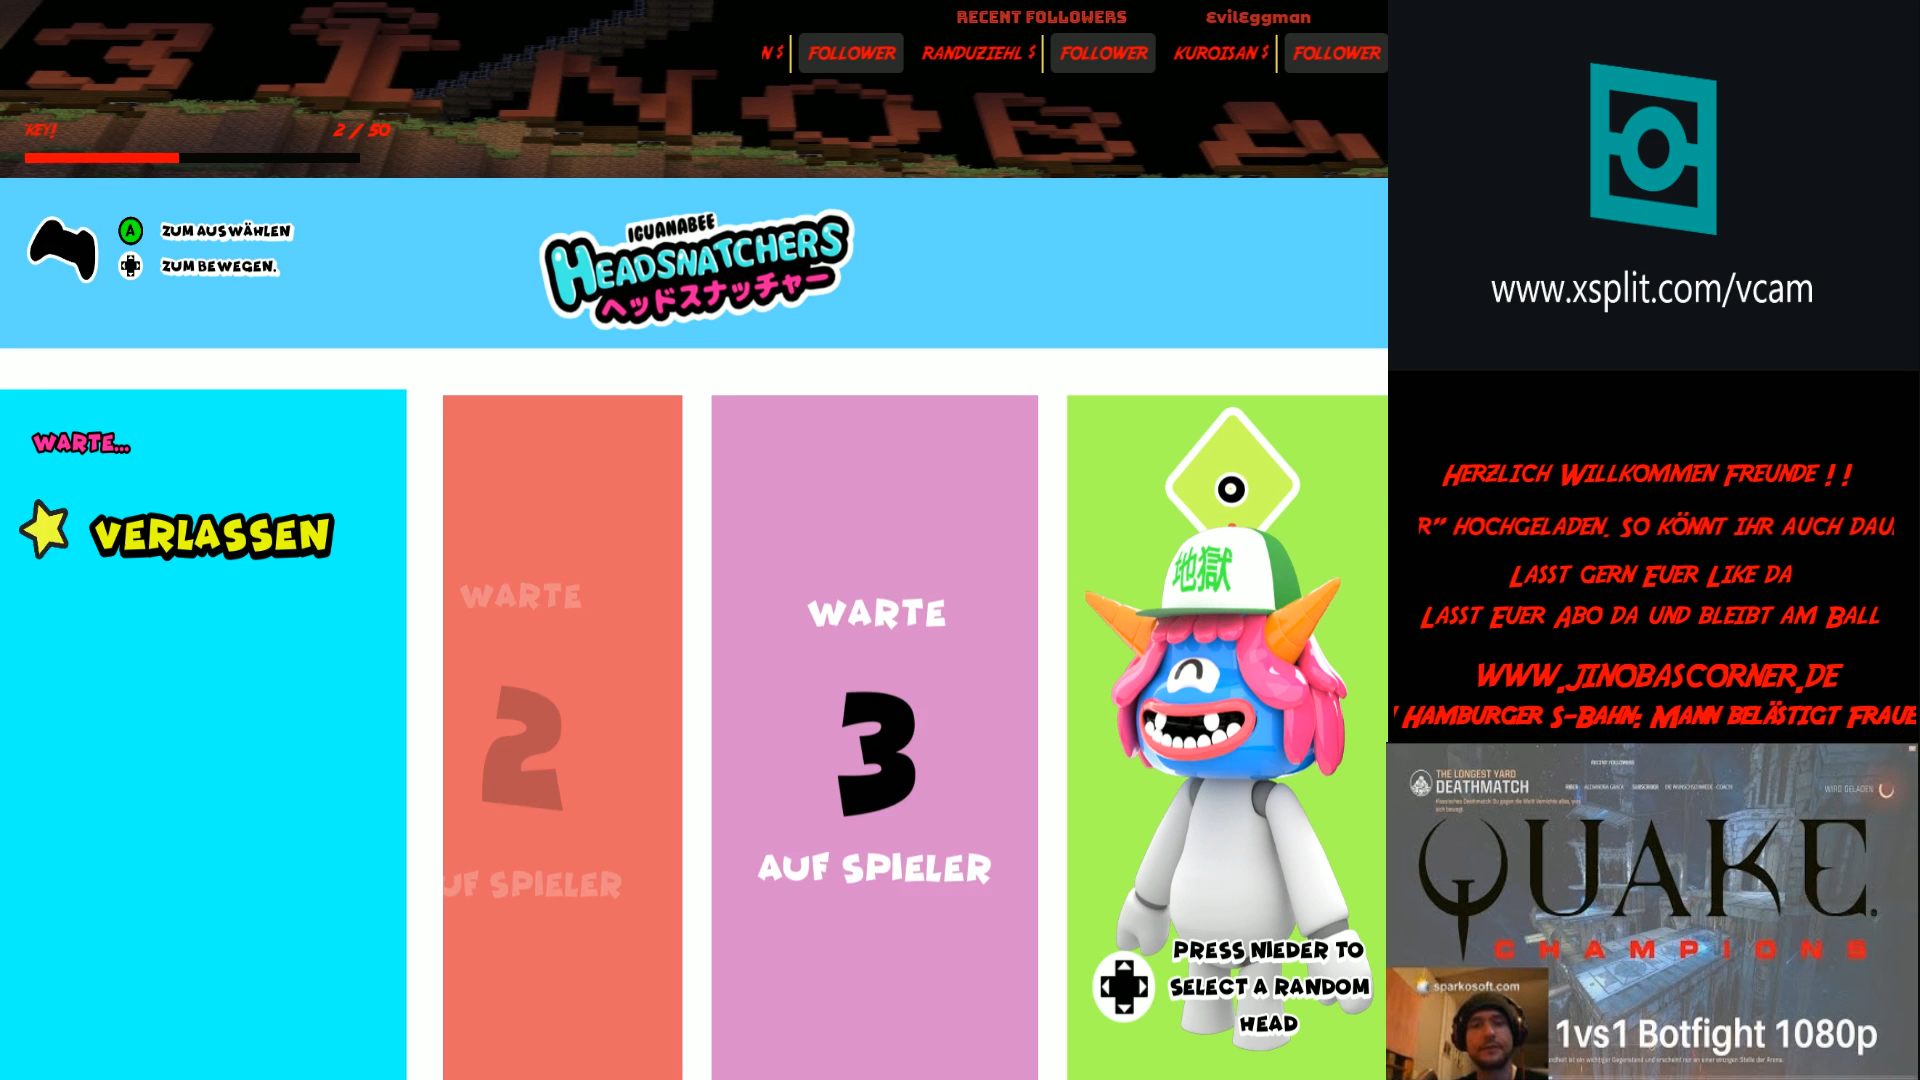 RECENT FOLLOWERS
EvilEggman
N $ FOLLOWER RANDUZIEHL $ FOLLOWER KUROISAN $ FOLLOWER
KEY!
2 / 50
A ZUM AUSWÄHLEN
ZUM BEWEGEN.
IGUANABEE
HEADSNATCHERS
ヘッドスナッチャー
WARTE...
VERLASSEN
WARTE
2
UF SPIELER
WARTE
3
AUF SPIELER
地獄
PRESS NIEDER TO
SELECT A RANDOM
HEAD
www.xsplit.com/vcam
HERZLICH WILLKOMMEN FREUNDE ! !
R" HOCHGELADEN. SO KÖNNT IHR AUCH DAU
LASST GERN EUER LIKE DA
LASST EUER ABO DA UND BLEIBT AM BALL
WWW.JINOBASCORNER.DE
HAMBURGER S-BAHN: MANN BELÄSTIGT FRAUE
RECENT FOLLOWERS
THE LONGEST YARD
DEATHMATCH
WIRD GELADEN
QUAKE
CHAMPIONS
sparkosoft.com
1vs1 Botfight 1080p